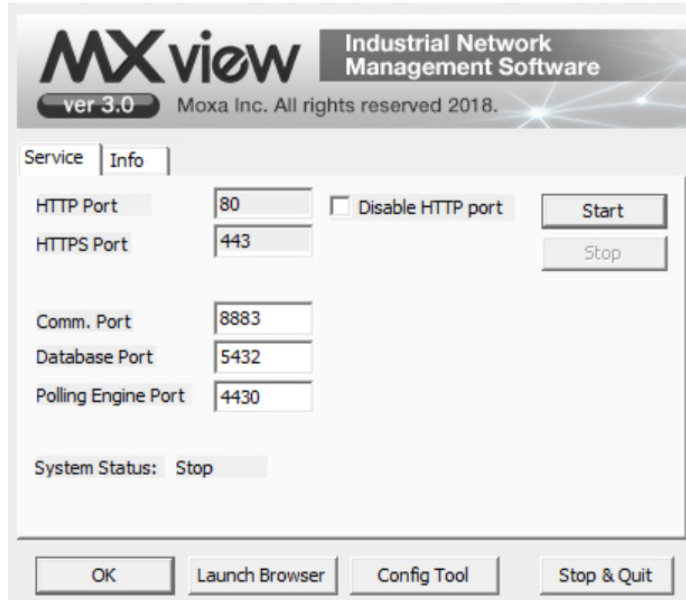 MXview Industrial Network
Management Software
ver 3.0 Moxa Inc. All rights reserved 2018.
Service Info
HTTP Port 80 Disable HTTP port Start
HTTPS Port 443 Stop
Comm. Port 8883
Database Port 5432
Polling Engine Port 4430
System Status: Stop
OK Launch Browser Config Tool Stop & Quit